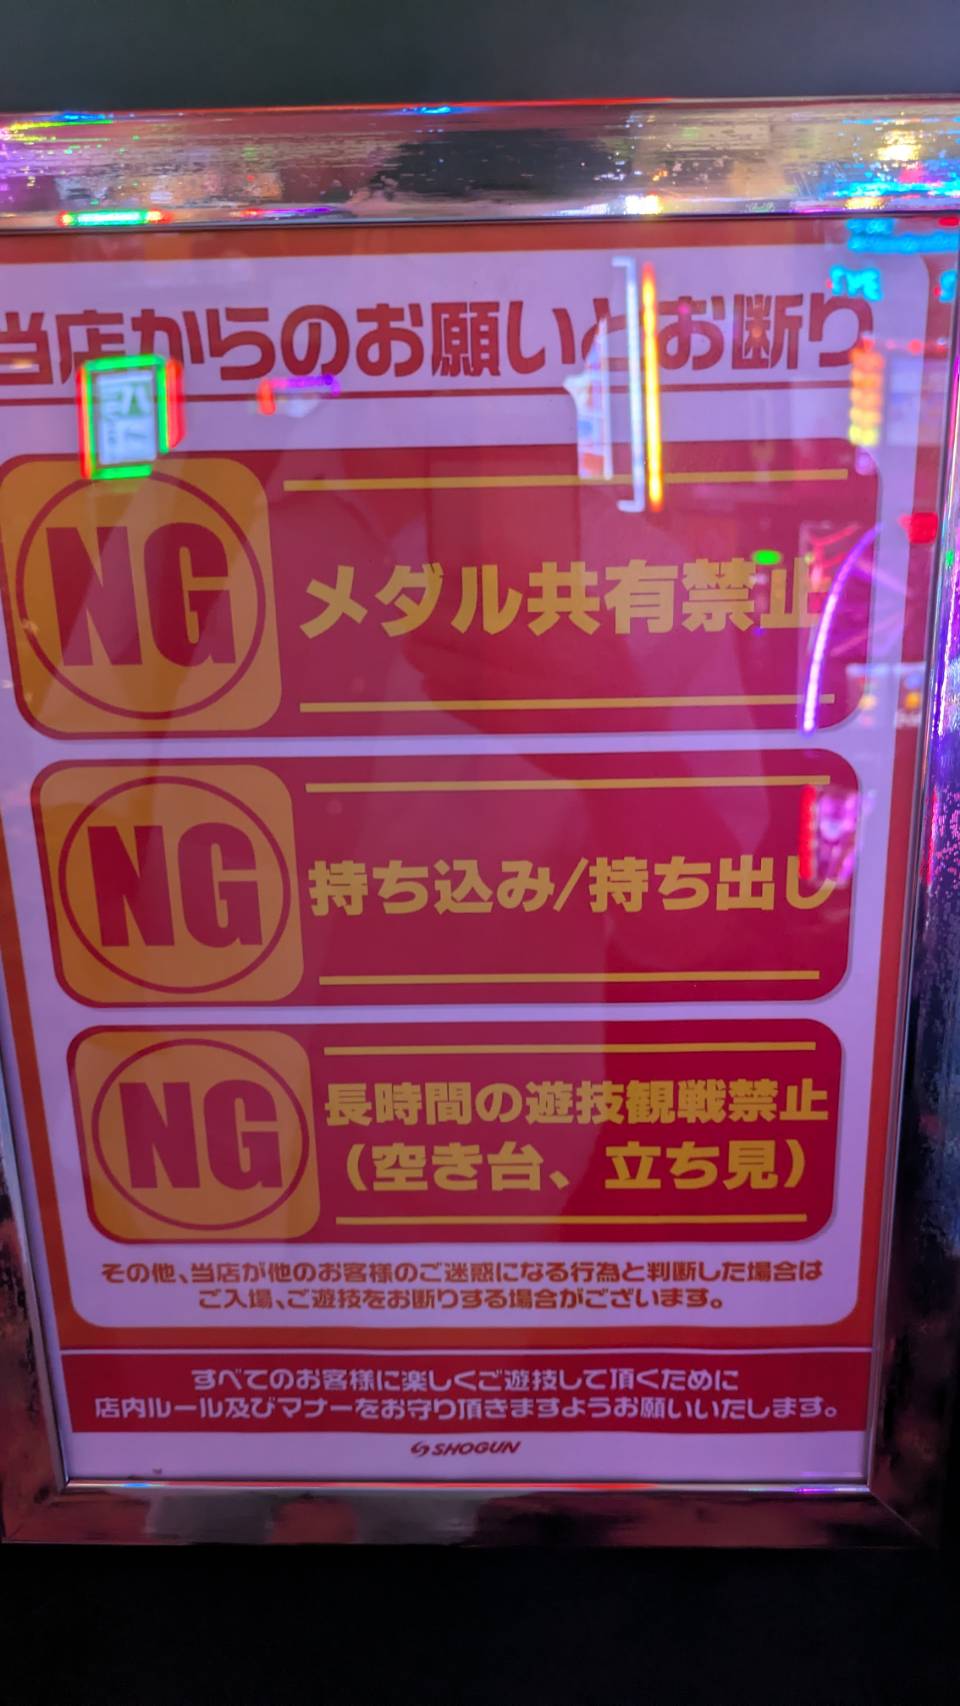 当店からのお願いとお断り
NG
メダル共有禁止
NG
持ち込み/持ち出し
NG
長時間の遊技観戦禁止
(空き台、立ち見)
その他、当店が他のお客様のご迷惑になる行為と判断した場合は
ご入場、ご遊技をお断りする場合がございます。
すべてのお客様に楽しくご遊技して頂くために
店内ルール及びマナーをお守り頂きますようお願いいたします。
SHOGUN